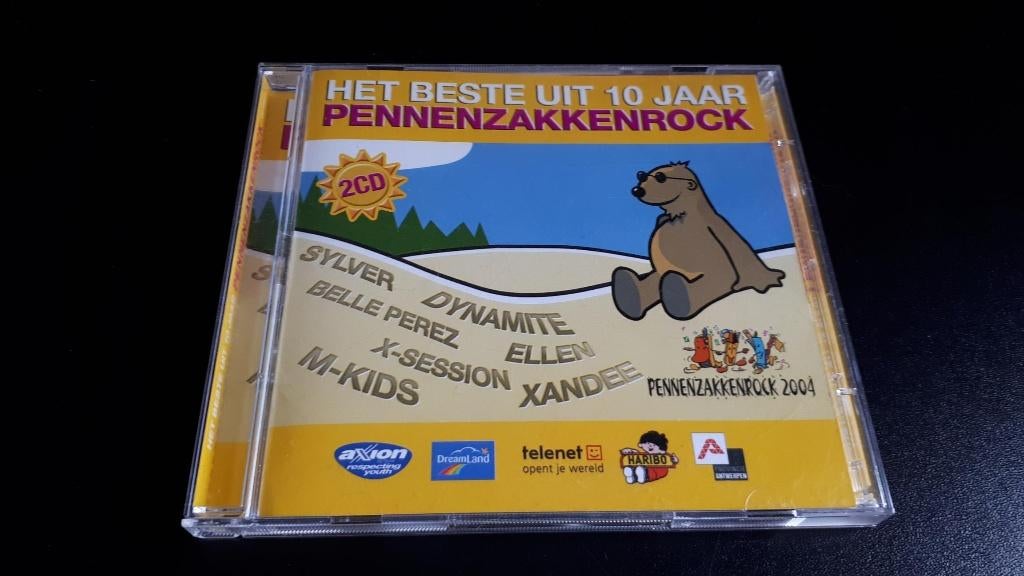 HET BESTE UIT 10 JAAR
PENNENZAKKENROCK
2CD
SYLVER
DYNAMITE
BELLE PEREZ
ELLEN
X-SESSION
M-KIDS
XANDEE
PENNENZAKKENROCK 2004
axion
respecting
youth
DreamLand
telenet
opent je wereld
HARIBO
A
PROVINCIE
ANTWERPEN